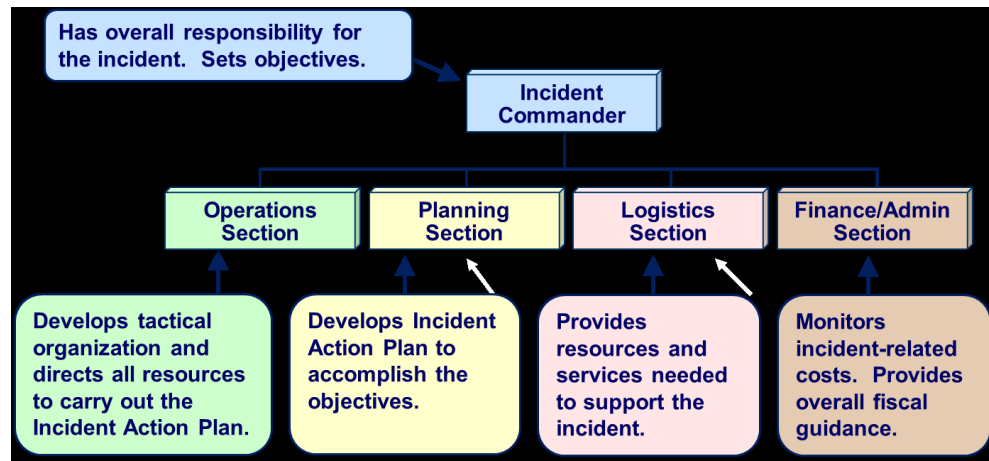 Has overall responsibility for
the incident.  Sets objectives.
Incident
Commander
Operations
Section
Planning
Section
Logistics
Section
Finance/Admin
Section
Develops tactical
organization and
directs all resources
to carry out the
Incident Action Plan.
Develops Incident
Action Plan to
accomplish the
objectives.
Provides
resources and
services needed
to support the
incident.
Monitors
incident-related
costs.  Provides
overall fiscal
guidance.